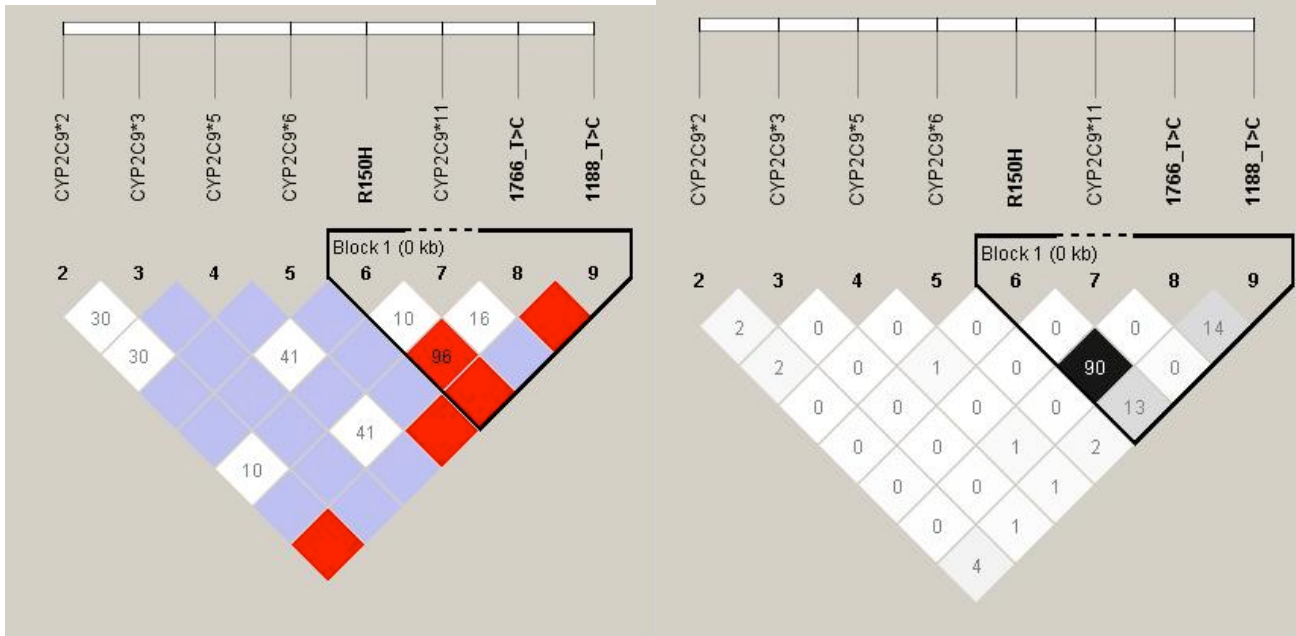 CYP2C9*2
CYP2C9*3
CYP2C9*5
CYP2C9*6
R150H
CYP2C9*11
1766_T>C
1188_T>C
Block 1 (0 kb)
2 3 4 5 6 7 8 9
30 10 16
30 41 96
41
10
CYP2C9*2
CYP2C9*3
CYP2C9*5
CYP2C9*6
R150H
CYP2C9*11
1766_T>C
1188_T>C
Block 1 (0 kb)
2 3 4 5 6 7 8 9
2 0 0 0 0 0 14
2 0 1 0 90 0
0 0 0 0 13
0 0 1 2
0 0 1
0 1
4